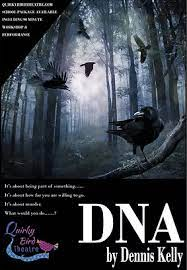 QUIRKYBIRDTHEATRE.COM
SCHOOL PACKAGE AVAILABLE
INCLUDING 90 MINUTE
WORKSHOP &
PERFORMANCE
It's about being part of something......
It's about how far you are willing to go.
It's about murder.
What would you do.......?
Quirky
Bird
Theatre
DNA
by Dennis Kelly